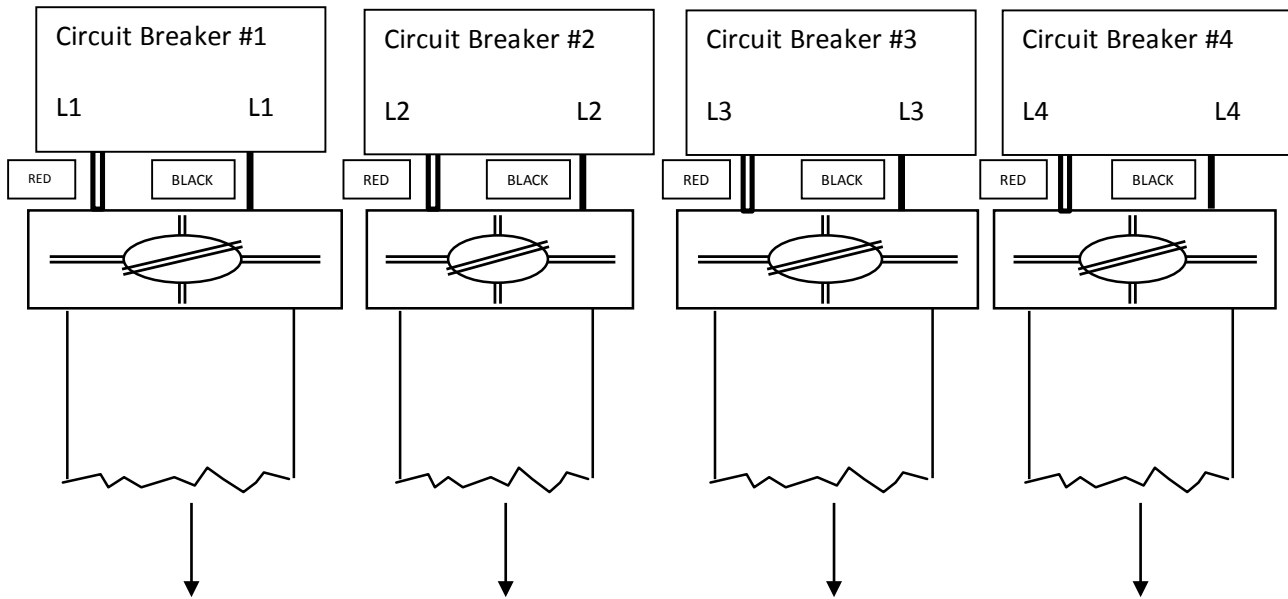 Circuit Breaker #1
L1 L1
RED BLACK
Circuit Breaker #2
L2 L2
RED BLACK
Circuit Breaker #3
L3 L3
RED BLACK
Circuit Breaker #4
L4 L4
RED BLACK